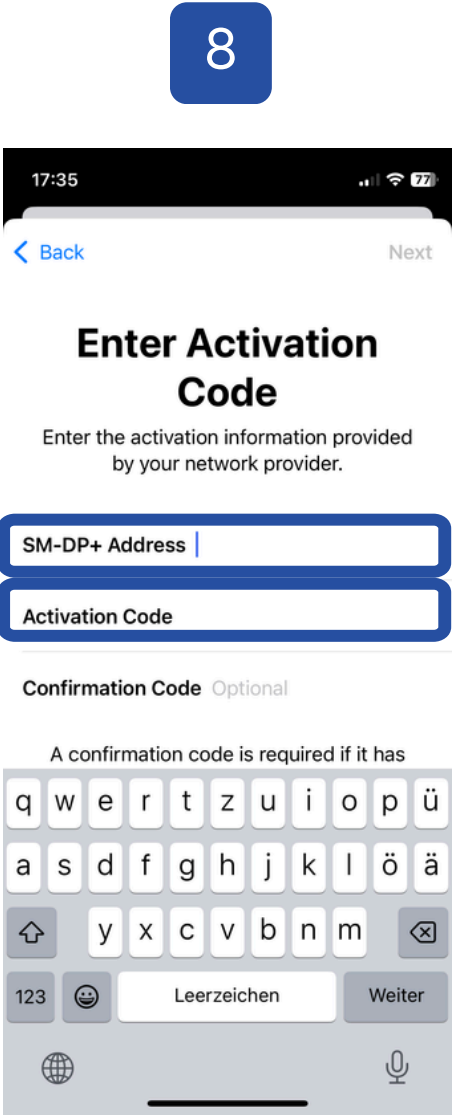 8
17:35
77
Back Next
Enter Activation
Code
Enter the activation information provided
by your network provider.
SM-DP+ Address
Activation Code
Confirmation Code Optional
A confirmation code is required if it has
q w e r t z u i o p ü
a s d f g h j k l ö ä
y x c v b n m
123 Leerzeichen Weiter